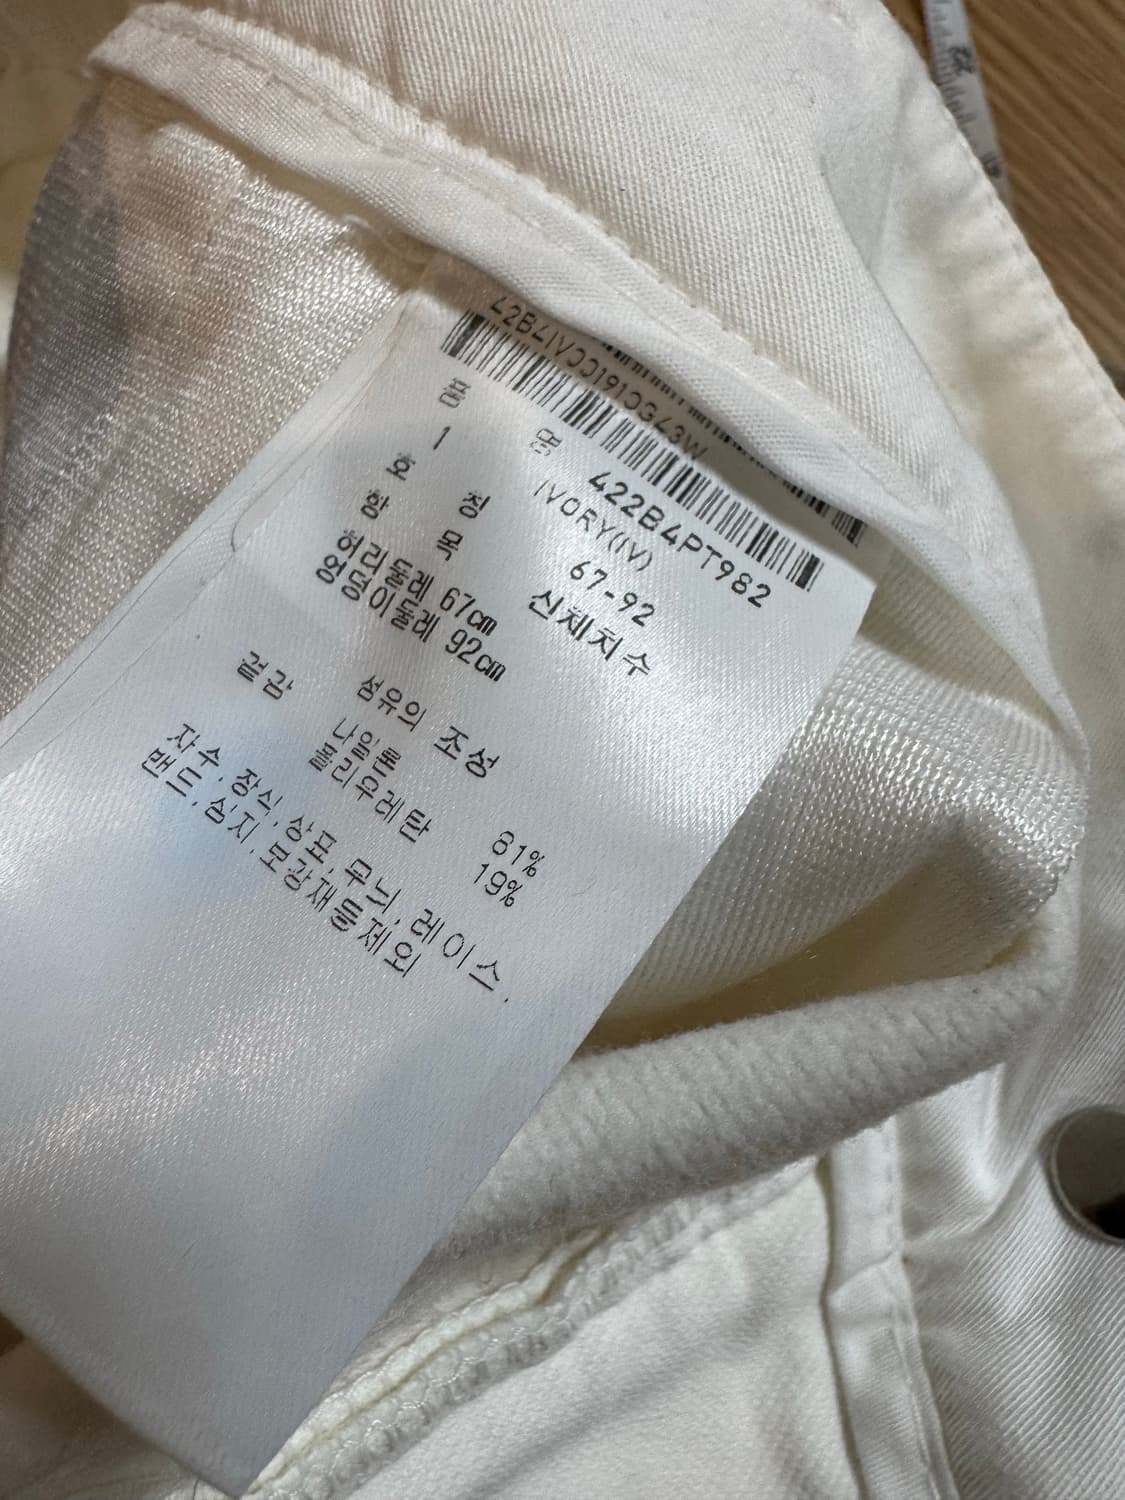 42B4IV00191OG43W
품 명 422B4PT982
1 IVORY(IV)
호 칭 67-92
항 목 신체치수
허리둘레 67cm
엉덩이둘레 92cm
섬유의 조성
겉감 나일론 81%
폴리우레탄 19%
자수,장식,상표,무늬,레이스,
밴드,심지,보강재둘제외